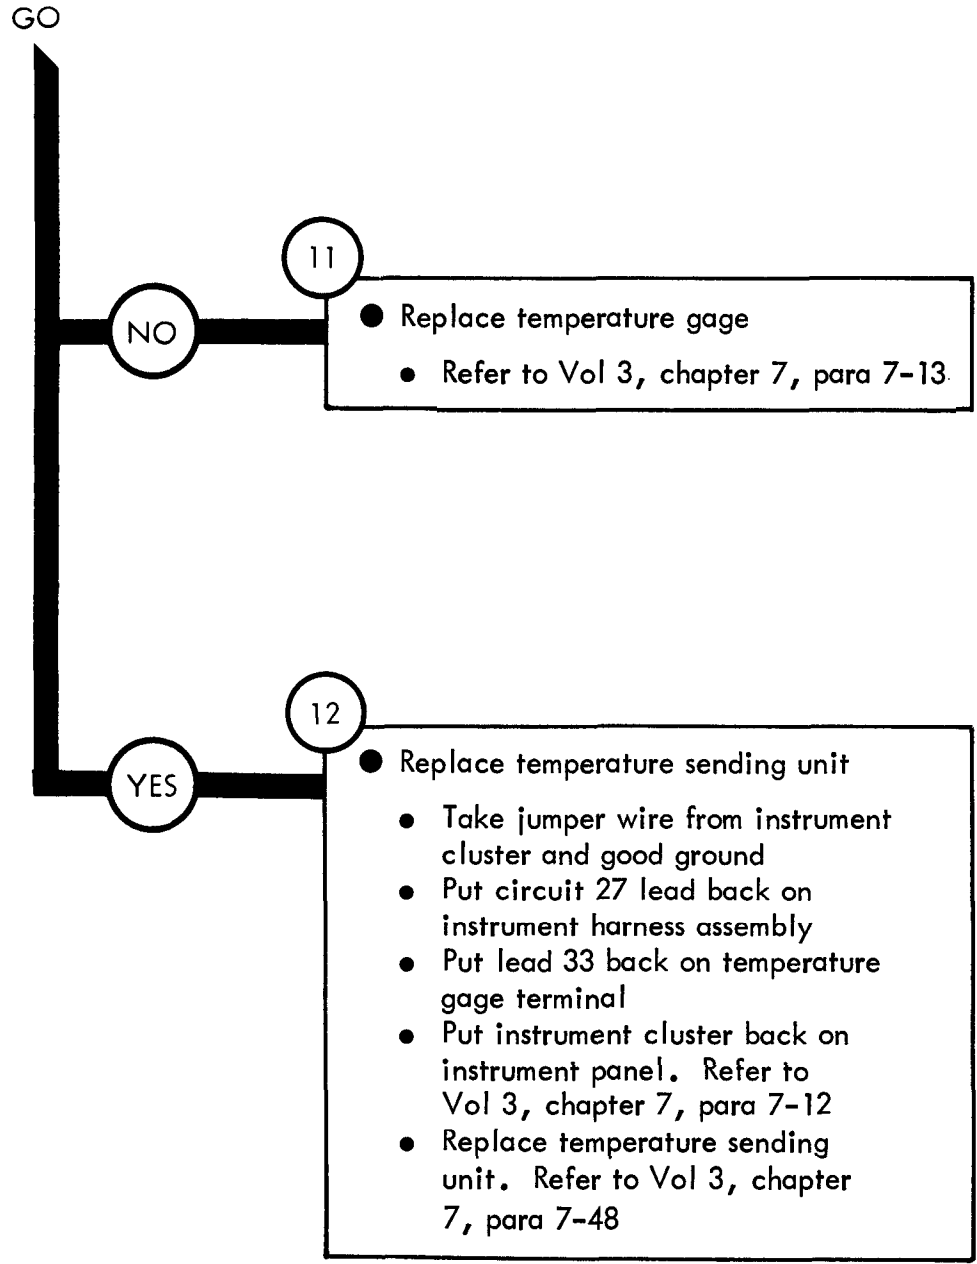 GO
11
NO
● Replace temperature gage
● Refer to Vol 3, chapter 7, para 7-13
12
YES
● Replace temperature sending unit
● Take jumper wire from instrument
cluster and good ground
● Put circuit 27 lead back on
instrument harness assembly
● Put lead 33 back on temperature
gage terminal
● Put instrument cluster back on
instrument panel. Refer to
Vol 3, chapter 7, para 7-12
● Replace temperature sending
unit. Refer to Vol 3, chapter
7, para 7-48